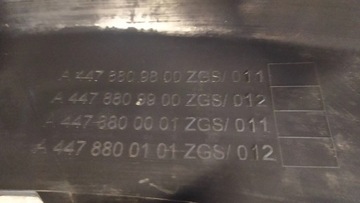 A 447 880 98 00 ZGS/ 011
A 447 880 99 00 ZGS/ 012
A 447 880 00 01 ZGS/ 011
A 447 880 01 01 ZGS/ 012